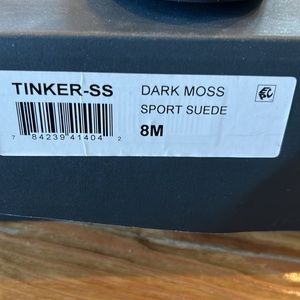 TINKER-SS
DARK MOSS
SPORT SUEDE
8M
7 84239 41404 2